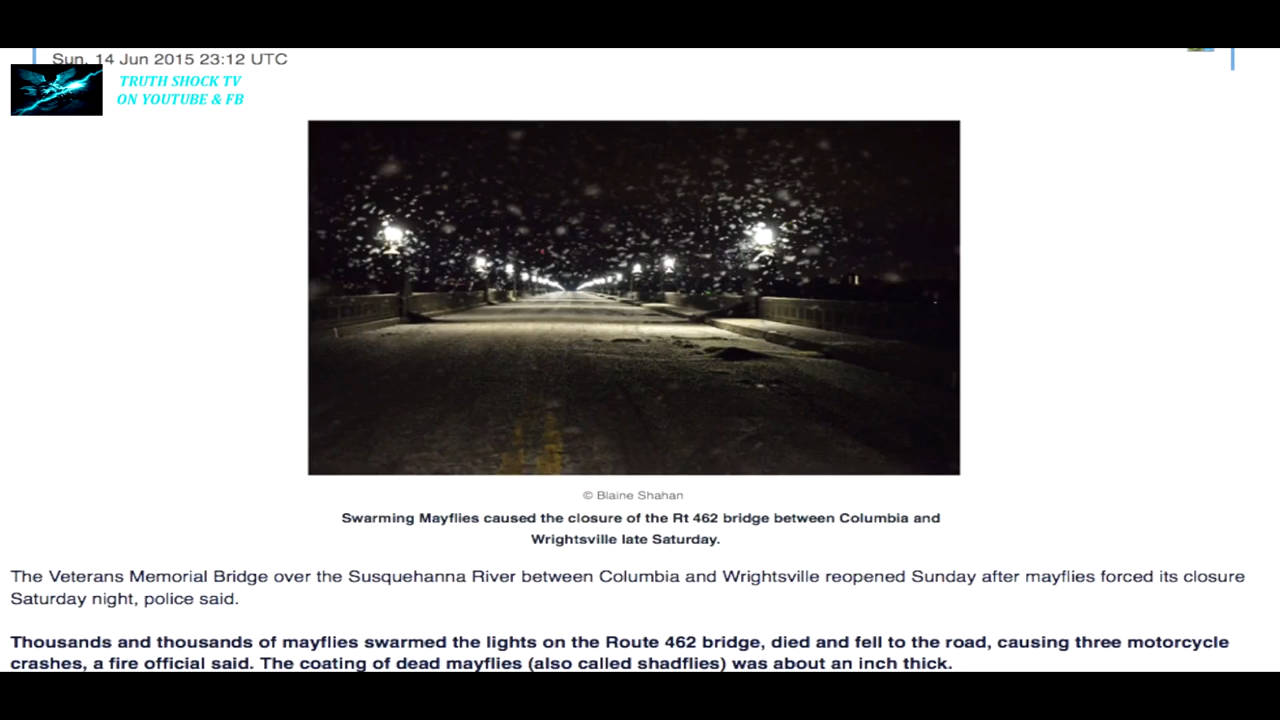 Sun, 14 Jun 2015 23:12 UTC
TRUTH SHOCK TV
ON YOUTUBE & FB
© Blaine Shahan
Swarming Mayflies caused the closure of the Rt 462 bridge between Columbia and
Wrightsville late Saturday.
The Veterans Memorial Bridge over the Susquehanna River between Columbia and Wrightsville reopened Sunday after mayflies forced its closure
Saturday night, police said.
Thousands and thousands of mayflies swarmed the lights on the Route 462 bridge, died and fell to the road, causing three motorcycle
crashes, a fire official said. The coating of dead mayflies (also called shadflies) was about an inch thick.